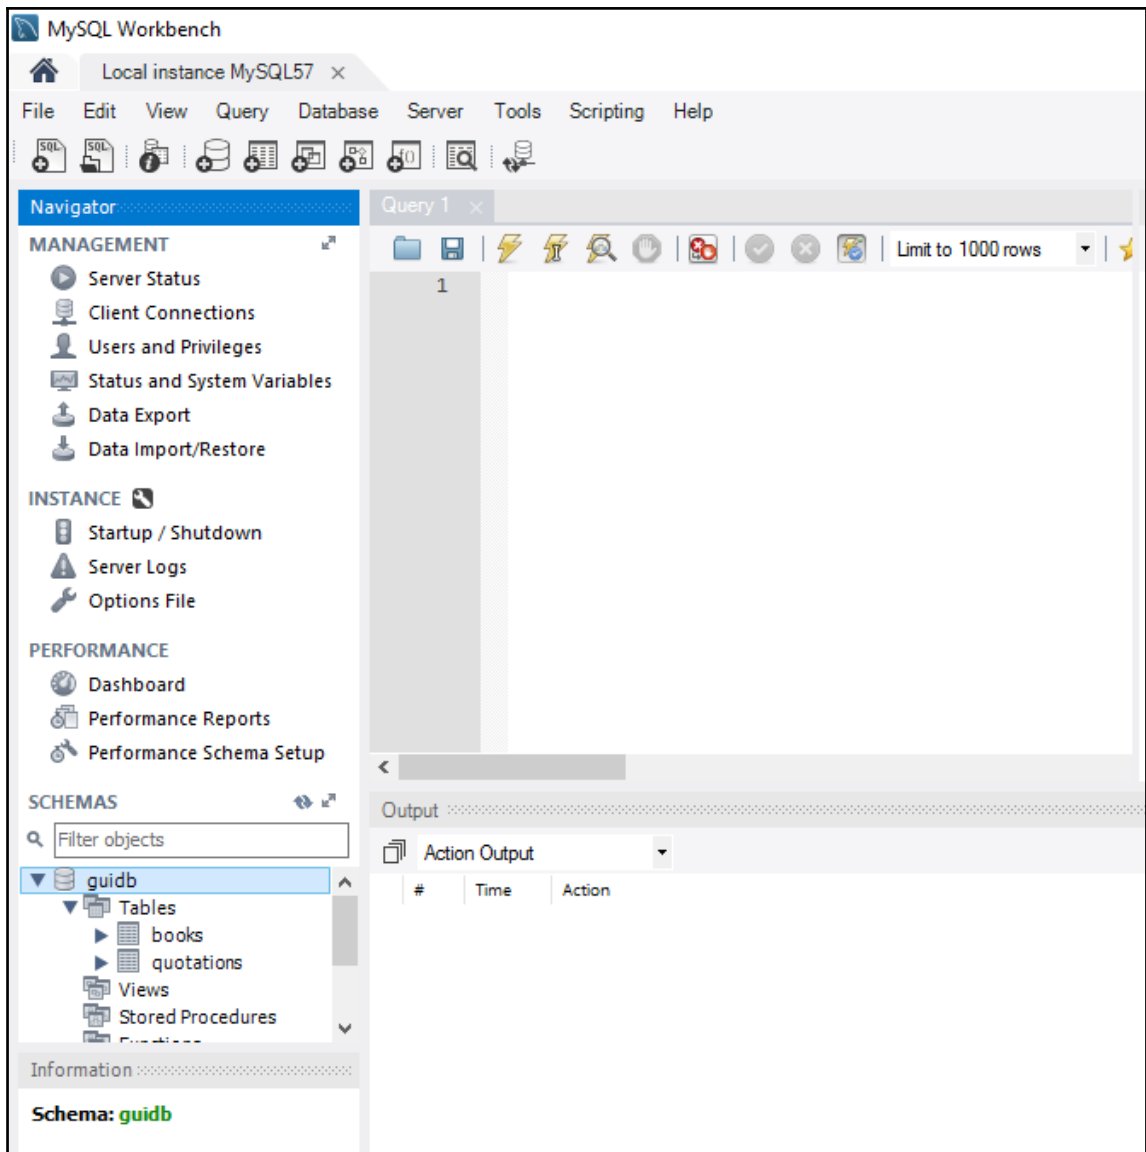 MySQL Workbench
Local instance MySQL57
File Edit View Query Database Server Tools Scripting Help
Navigator
MANAGEMENT
Server Status
Client Connections
Users and Privileges
Status and System Variables
Data Export
Data Import/Restore
INSTANCE
Startup / Shutdown
Server Logs
Options File
PERFORMANCE
Dashboard
Performance Reports
Performance Schema Setup
SCHEMAS
Filter objects
guidb
Tables
books
quotations
Views
Stored Procedures
Information
Schema: guidb
Query 1
Limit to 1000 rows
1
Output
Action Output
# Time Action